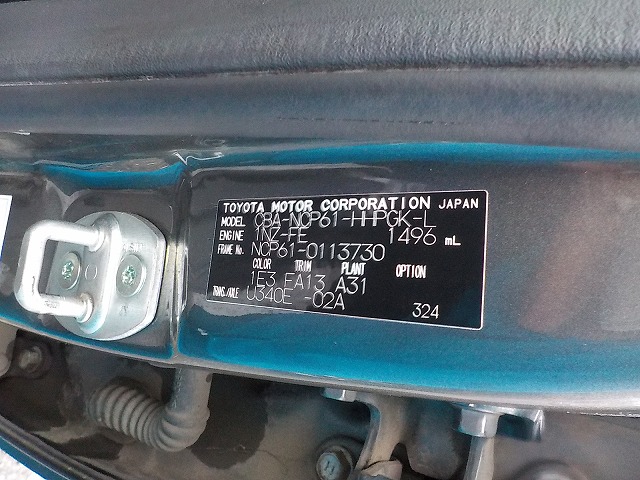 TOYOTA MOTOR CORPORATION JAPAN
MODEL CBA-NCP61-HHPGK-L
ENGINE 1NZ-FE 1496 mL
FRAME NO. NCP61-0113730
COLOR TRIM PLANT OPTION
1E3 FA13 A31
TRANS./AXLE U340E -02A
324